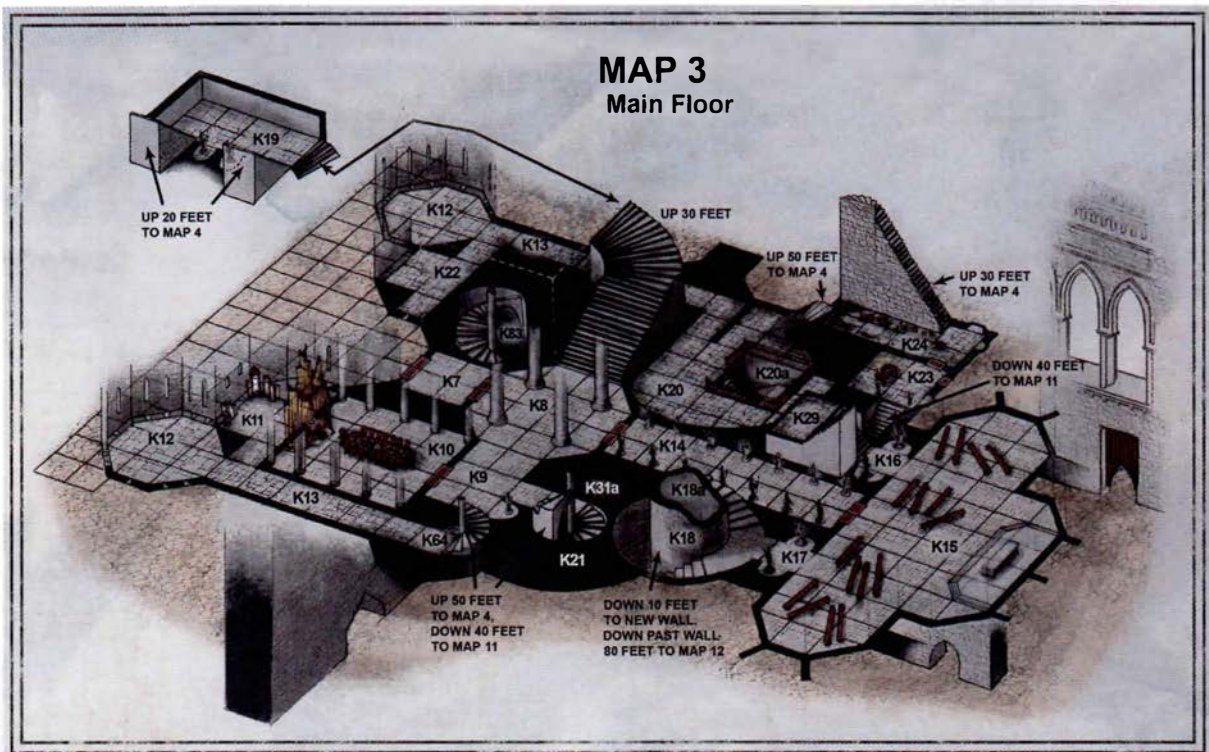 MAP 3
Main Floor
K19
UP 20 FEET
TO MAP 4
K12
K13
UP 30 FEET
K22
UP 50 FEET
TO MAP 4
UP 30 FEET
TO MAP 4
K83
K24
K7
K20
K20a
K23
DOWN 40 FEET
TO MAP 11
K8
K29
K11
K12
K10
K14
K16
K9
K13
K31a
K18a
K64
K18
K15
K21
K17
UP 50 FEET
TO MAP 4,
DOWN 40 FEET
TO MAP 11
DOWN 10 FEET
TO NEW WALL.
DOWN PAST WALL
80 FEET TO MAP 12